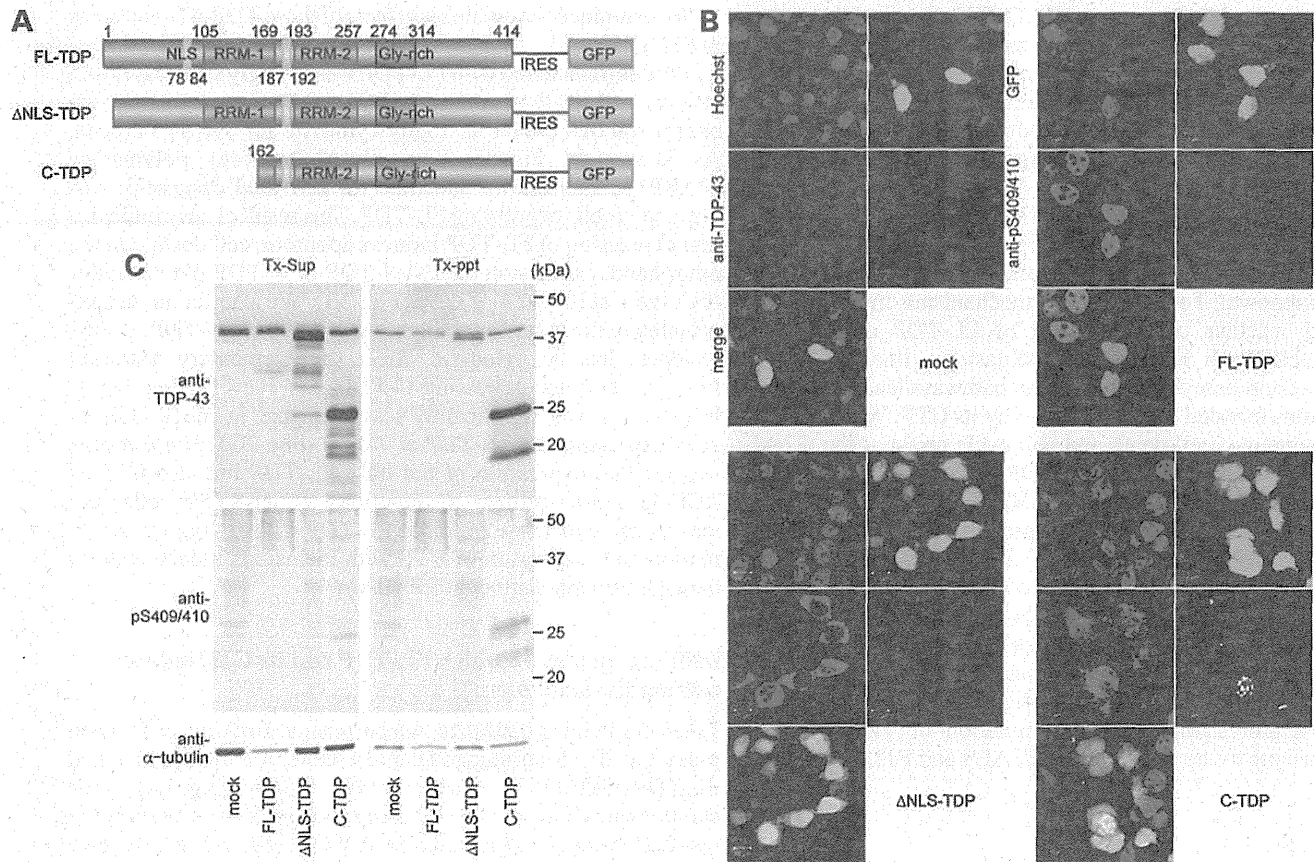 A
1 105 169 193 257 274 314 414
FL-TDP NLS RRM-1 RRM-2 Gly-rich IRES GFP
78 84 187 192
ΔNLS-TDP RRM-1 RRM-2 Gly-rich IRES GFP
162
C-TDP RRM-2 Gly-rich IRES GFP
B
Hoechst
GFP
anti-TDP-43
anti-pS409/410
merge
mock
FL-TDP
ΔNLS-TDP
C-TDP
C
Tx-Sup Tx-ppt (kDa)
anti-
TDP-43
50
37
25
20
anti-
pS409/410
50
37
25
20
anti-
α-tubulin
mock
FL-TDP
ΔNLS-TDP
C-TDP
mock
FL-TDP
ΔNLS-TDP
C-TDP